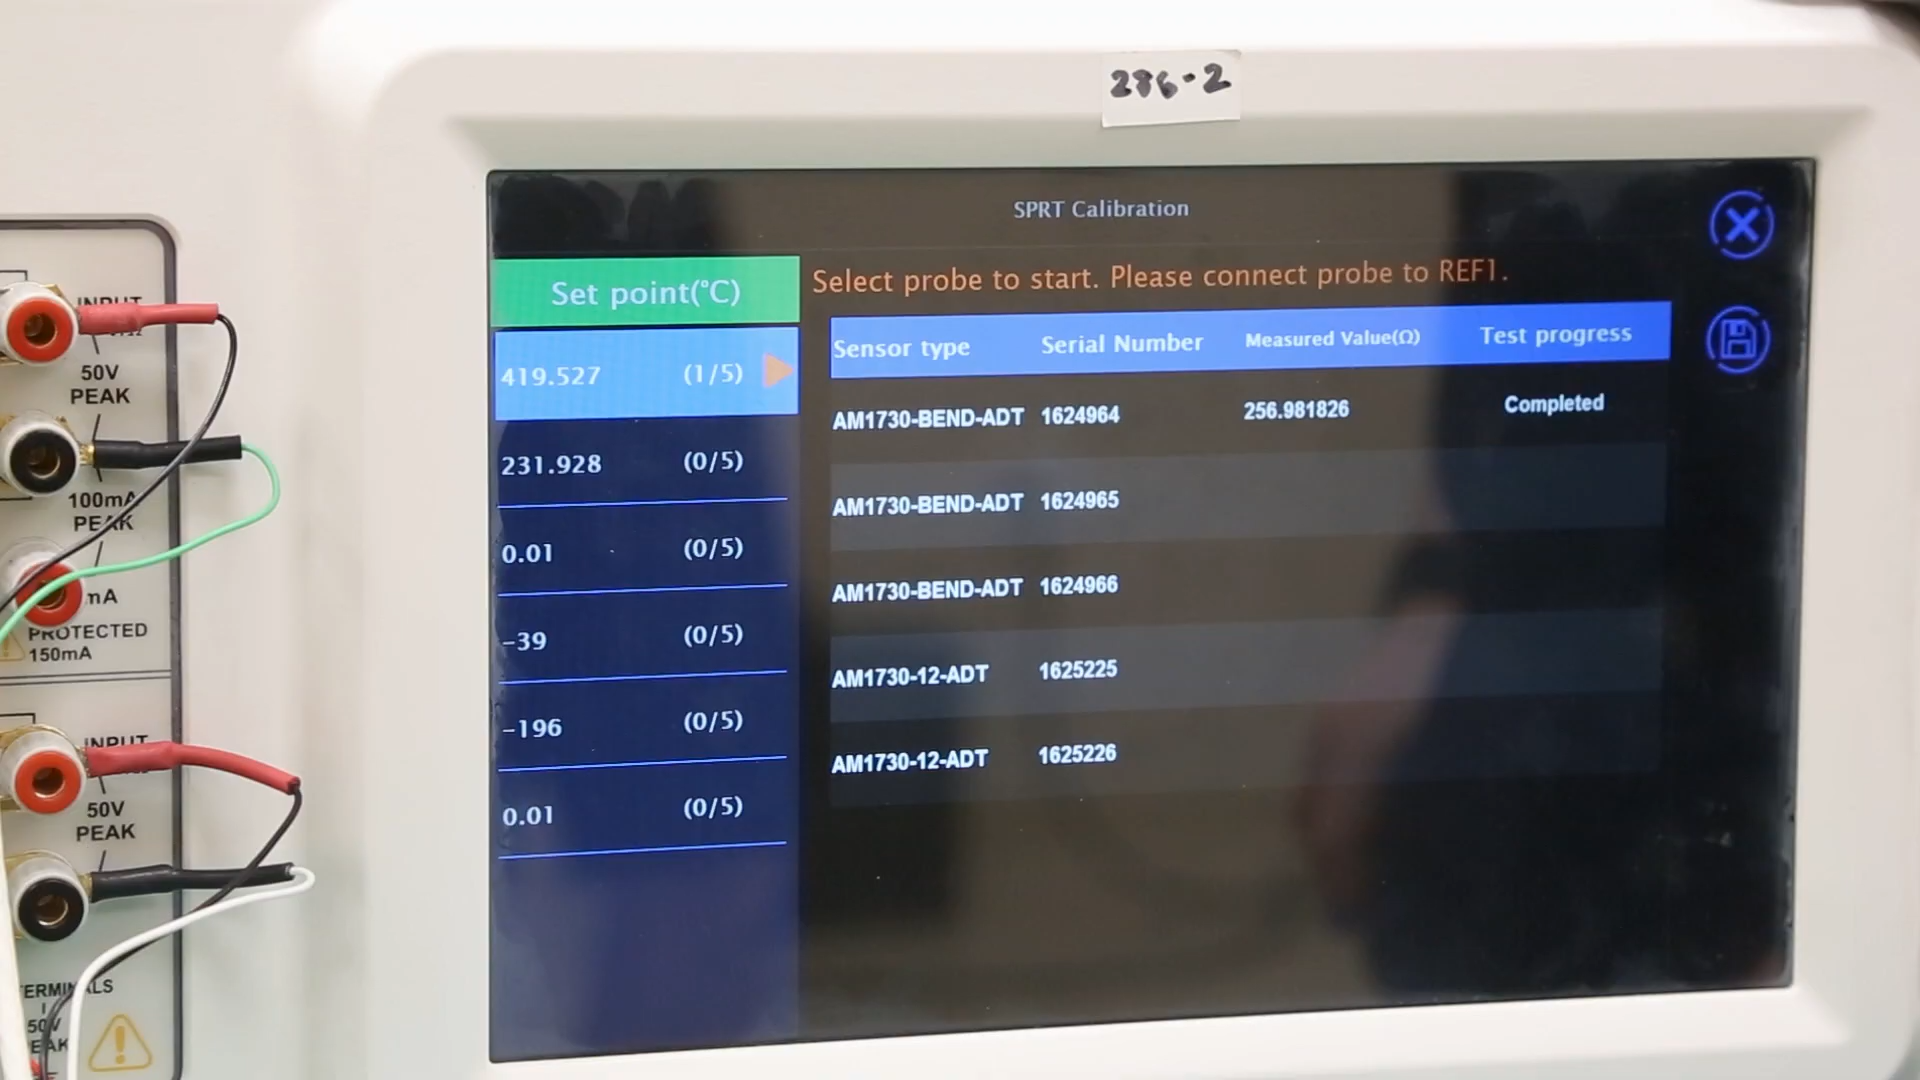 286-2
SPRT Calibration
Set point(°C)
Select probe to start. Please connect probe to REF1.
Sensor type Serial Number Measured Value(Ω) Test progress
419.527 (1/5)
231.928 (0/5)
0.01 (0/5)
-39 (0/5)
-196 (0/5)
0.01 (0/5)
AM1730-BEND-ADT 1624964 256.981826 Completed
AM1730-BEND-ADT 1624965
AM1730-BEND-ADT 1624966
AM1730-12-ADT 1625225
AM1730-12-ADT 1625226
INPUT
50V
PEAK
100mA
PEAK
mA
PROTECTED
150mA
INPUT
50V
PEAK
50V